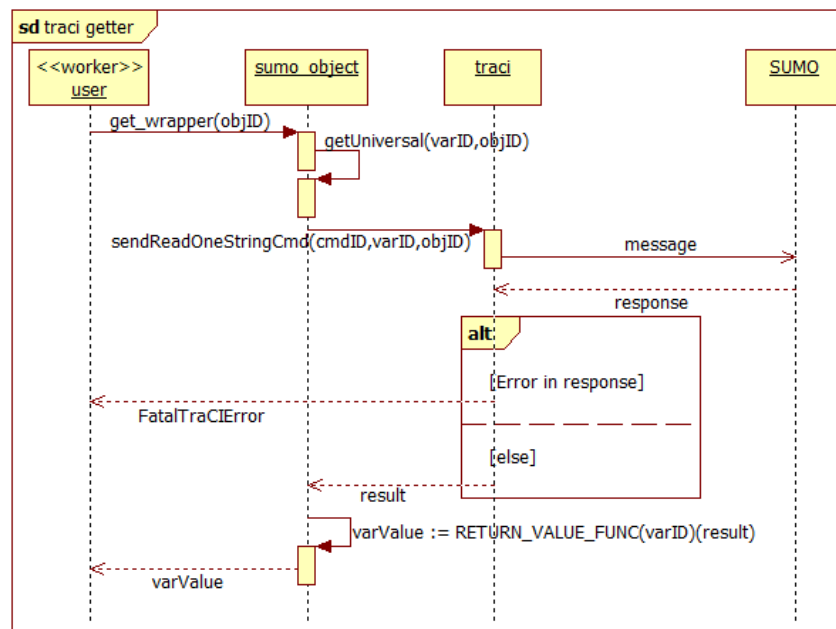 sd traci getter
<<worker>>
user
sumo_object
traci
SUMO
get_wrapper(objID)
getUniversal(varID,objID)
sendReadOneStringCmd(cmdID,varID,objID)
message
response
alt
[Error in response]
FatalTraCIError
[else]
result
varValue := RETURN_VALUE_FUNC(varID)(result)
varValue